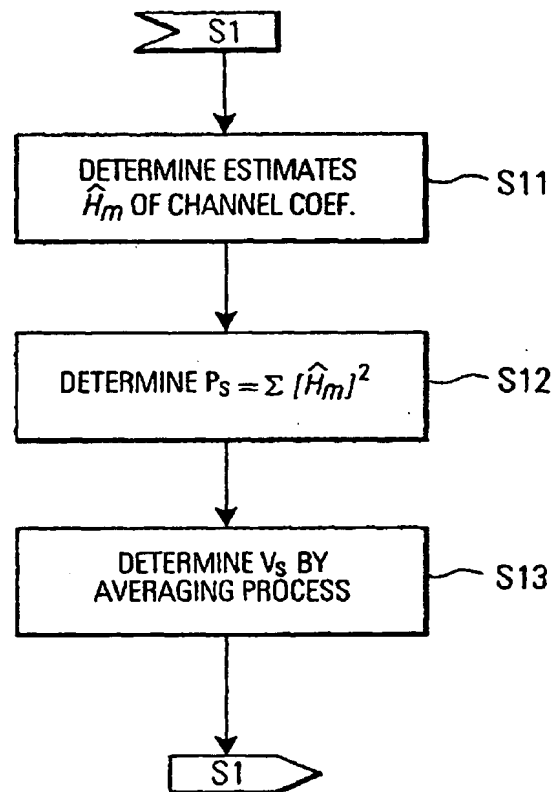 S1
DETERMINE ESTIMATES
Ĥm OF CHANNEL COEF.
S11
DETERMINE PS = Σ [Ĥm]²
S12
DETERMINE VS BY
AVERAGING PROCESS
S13
S1